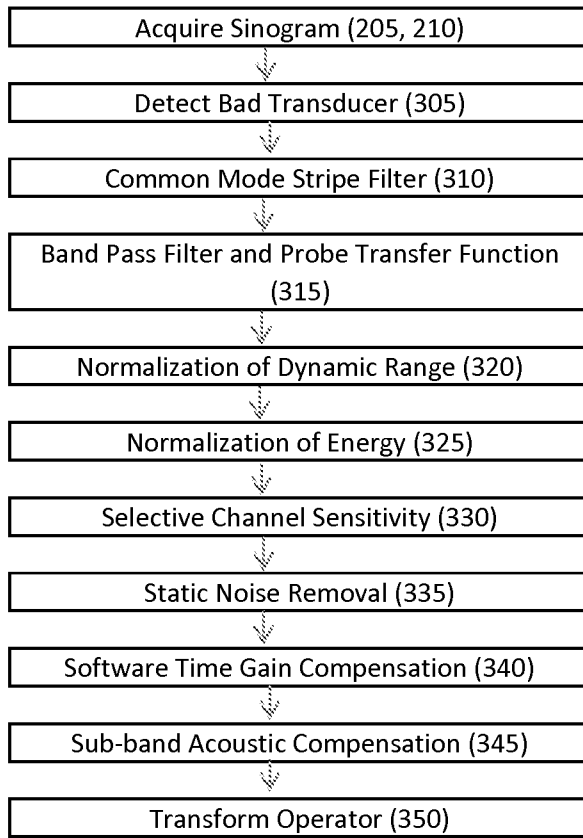 Acquire Sinogram (205, 210)
Detect Bad Transducer (305)
Common Mode Stripe Filter (310)
Band Pass Filter and Probe Transfer Function
(315)
Normalization of Dynamic Range (320)
Normalization of Energy (325)
Selective Channel Sensitivity (330)
Static Noise Removal (335)
Software Time Gain Compensation (340)
Sub-band Acoustic Compensation (345)
Transform Operator (350)